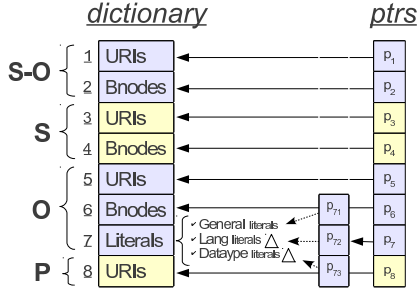 dictionary ptrs
S-O
1 URIs p1
2 Bnodes p2
S
3 URIs p3
4 Bnodes p4
O
5 URIs p5
6 Bnodes p71 p6
✓ General literals
7 Literals ✓ Lang literals △ p72 p7
✓ Dataype literals △ p73
P
8 URIs p8